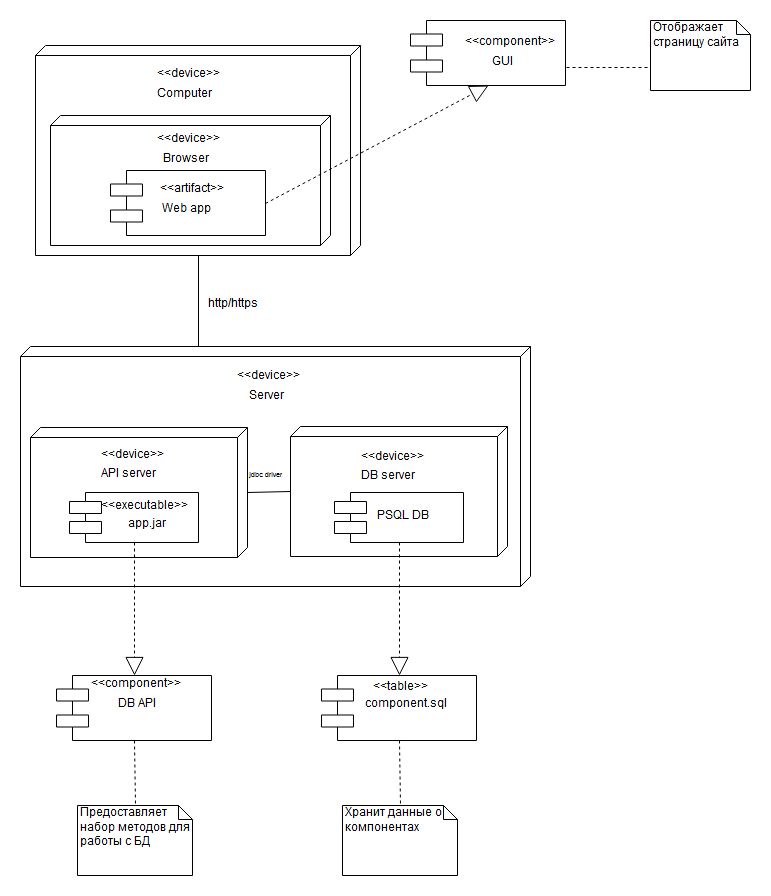 <<component>>
GUI
Отображает
страницу сайта
<<device>>
Computer
<<device>>
Browser
<<artifact>>
Web app
http/https
<<device>>
Server
<<device>>
API server
jdbc driver
<<device>>
DB server
<<executable>>
app.jar
PSQL DB
<<component>>
DB API
<<table>>
component.sql
Предоставляет
набор методов для
работы с БД
Хранит данные о
компонентах